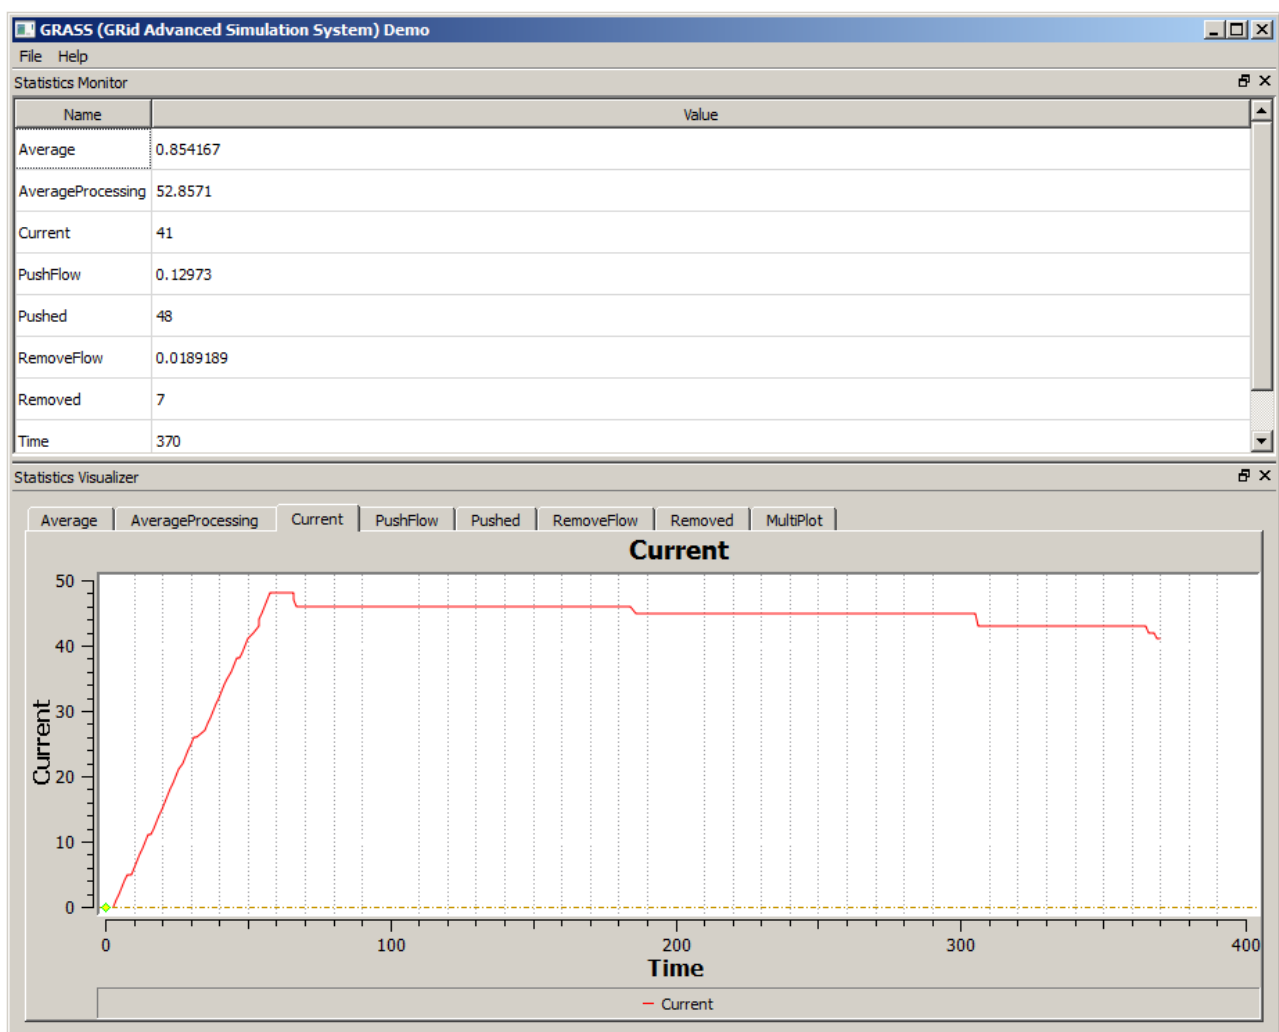 GRASS (GRid Advanced Simulation System) Demo
File Help
Statistics Monitor
Name Value
Average 0.854167
AverageProcessing 52.8571
Current 41
PushFlow 0.12973
Pushed 48
RemoveFlow 0.0189189
Removed 7
Time 370
Statistics Visualizer
Average AverageProcessing Current PushFlow Pushed RemoveFlow Removed MultiPlot
Current
50
40
30
20
10
0
Current
0 100 200 300 400
Time
Current